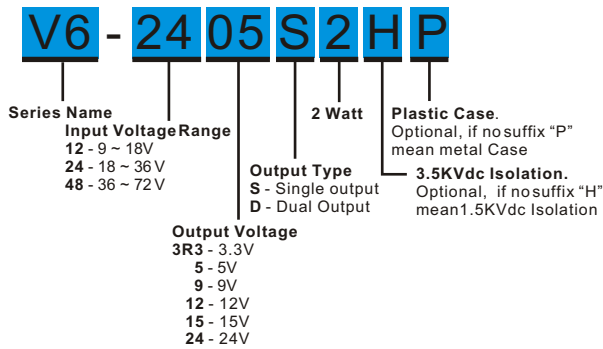 V6 - 24 05 S 2 H P
Series Name
Input Voltage Range
12 - 9 ~ 18V
24 - 18 ~ 36V
48 - 36 ~ 72V
Output Voltage
3R3 - 3.3V
5 - 5V
9 - 9V
12 - 12V
15 - 15V
24 - 24V
Output Type
S - Single output
D - Dual Output
2 Watt
Plastic Case.
Optional, if no suffix “P”
mean metal Case
3.5KVdc Isolation.
Optional, if no suffix “H”
mean1.5KVdc Isolation